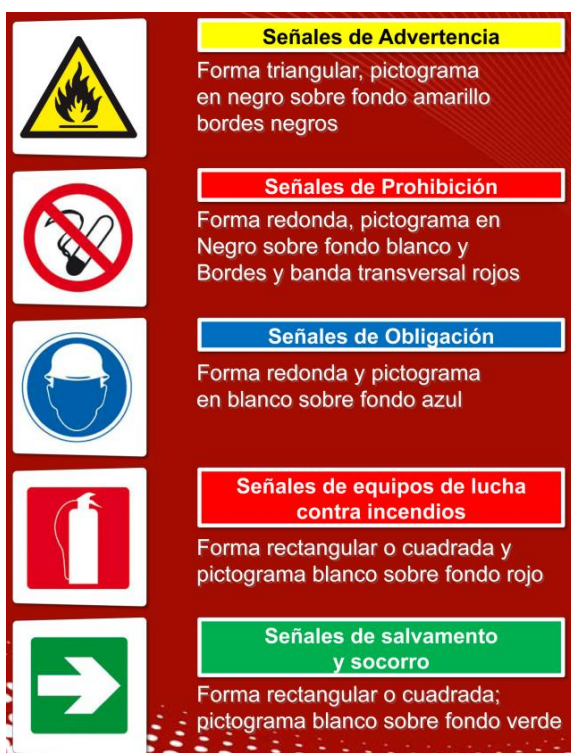 Señales de Advertencia
Forma triangular, pictograma
en negro sobre fondo amarillo
bordes negros
Señales de Prohibición
Forma redonda, pictograma en
Negro sobre fondo blanco y
Bordes y banda transversal rojos
Señales de Obligación
Forma redonda y pictograma
en blanco sobre fondo azul
Señales de equipos de lucha
contra incendios
Forma rectangular o cuadrada y
pictograma blanco sobre fondo rojo
Señales de salvamento
y socorro
Forma rectangular o cuadrada;
pictograma blanco sobre fondo verde